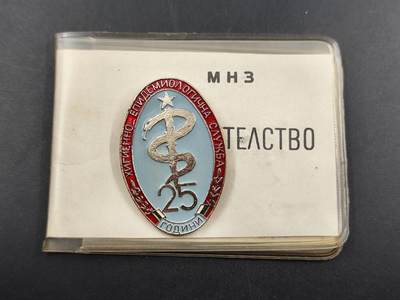 МНЗ
ТЕЛСТВО
ХИГИЕННО-ЕПИДЕМИОЛОГИЧНА СЛУЖБА
25
ГОДИНИ